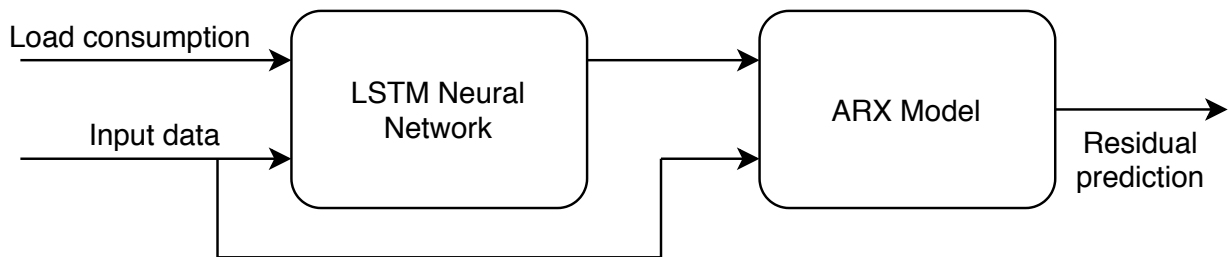 Load consumption
Input data
LSTM Neural
Network
ARX Model
Residual
prediction